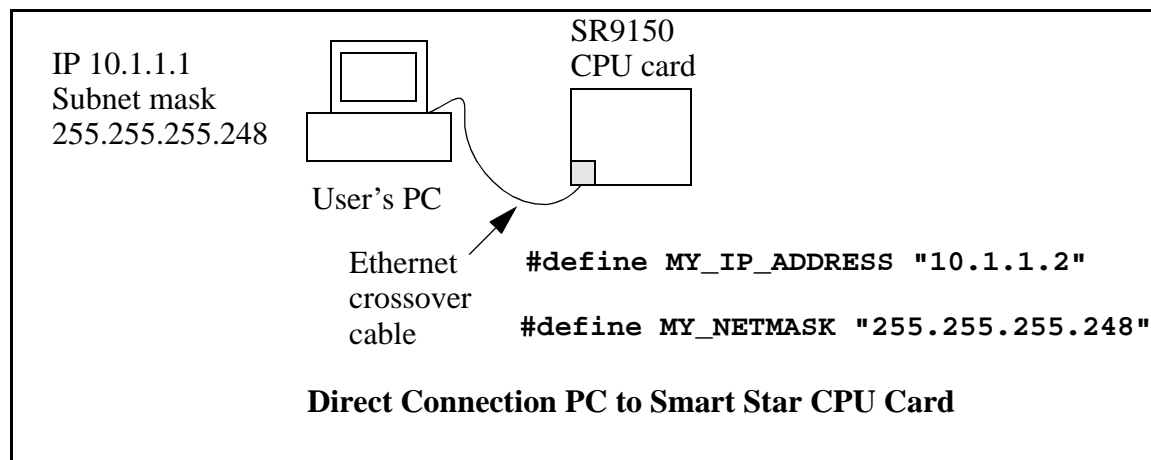 IP 10.1.1.1
Subnet mask
255.255.255.248
User’s PC
SR9150
CPU card
Ethernet
crossover
cable
#define MY_IP_ADDRESS "10.1.1.2"
#define MY_NETMASK "255.255.255.248"
Direct Connection PC to Smart Star CPU Card